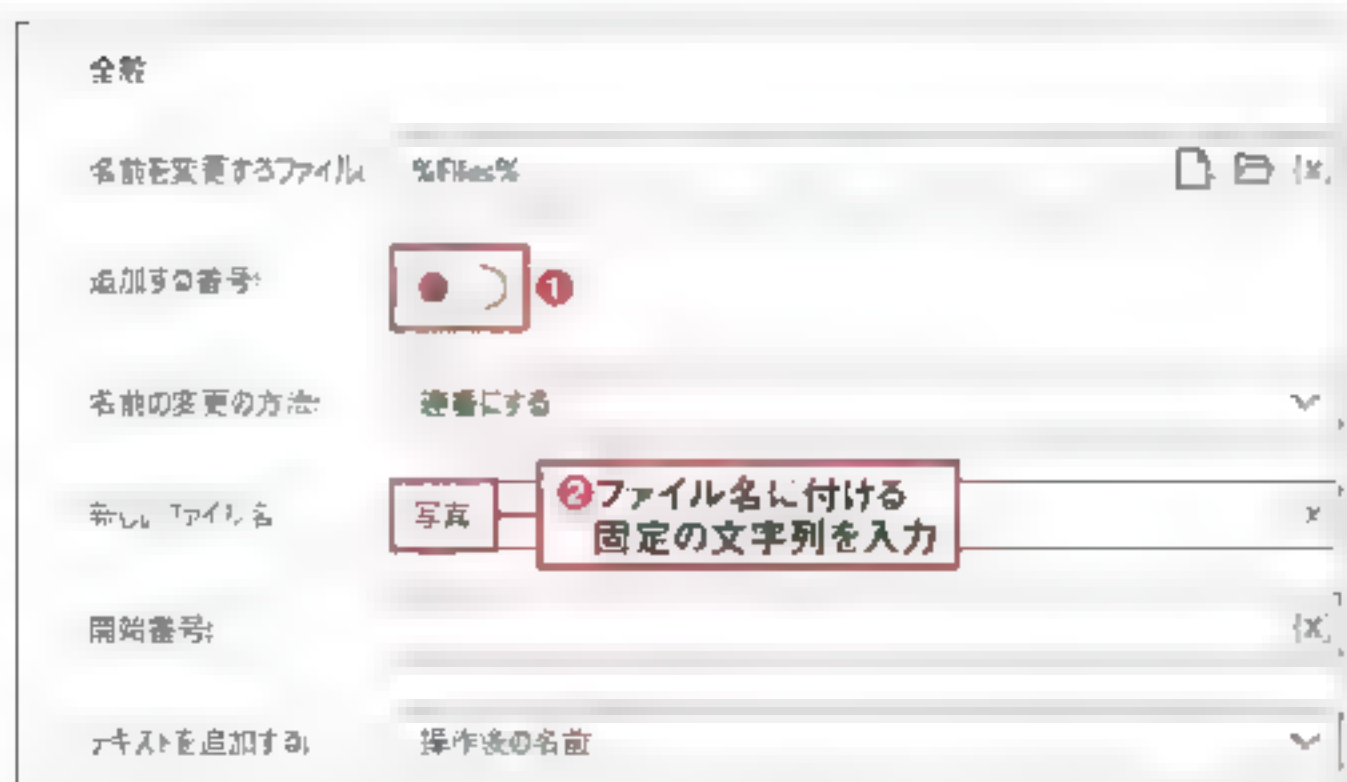 全般
名前を変更するファイル: %Files% {x}
追加する番号: ❶
名前の変更の方法: 連番にする
新しいファイル名 写真 ❷ファイル名に付ける
固定の文字列を入力
開始番号: {x}
テキストを追加する: 操作後の名前